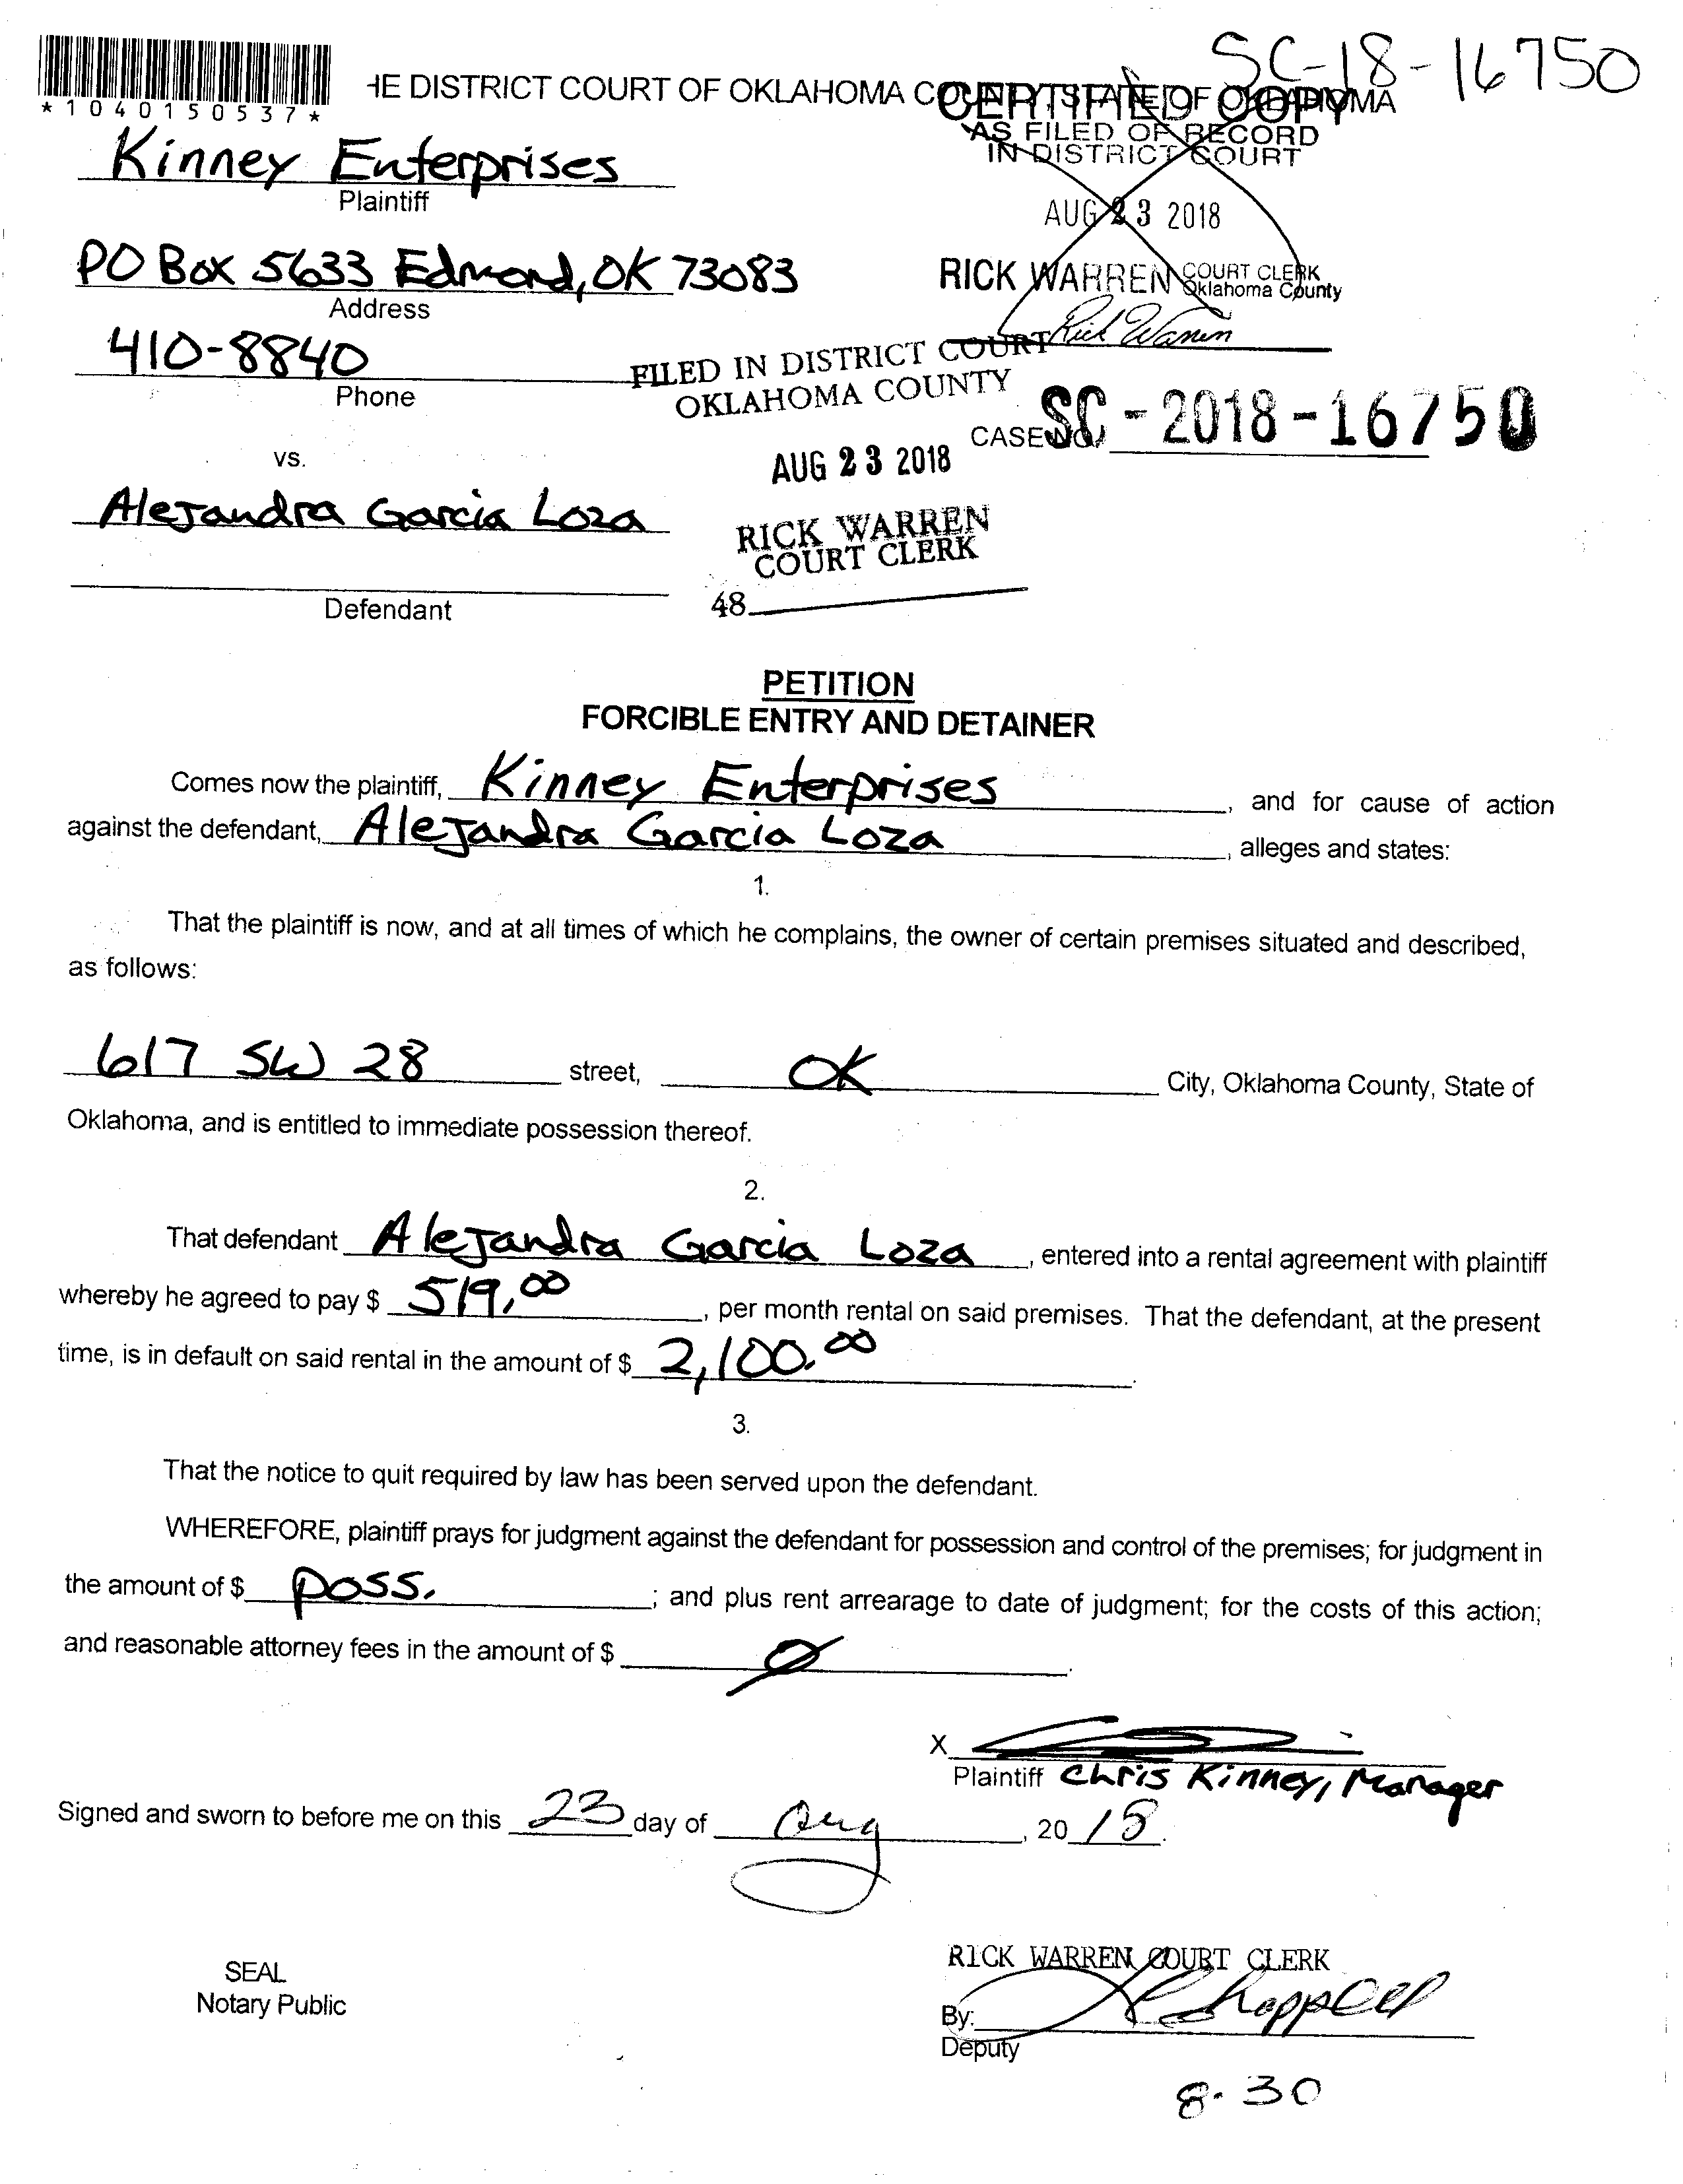 SC-18-16750
*1040150537*
HE DISTRICT COURT OF OKLAHOMA COUNTY STATE OF OKLAHOMA
CERTIFIED COPY
AS FILED OF RECORD
IN DISTRICT COURT
Kinney Enterprises
Plaintiff
AUG 23 2018
PO Box 5633 Edmond, OK 73083
Address
RICK WARREN COURT CLERK
Oklahoma County
Rick Warren
410-8840
Phone
FILED IN DISTRICT COURT
OKLAHOMA COUNTY
CASE NO. SC-2018-16750
vs.
AUG 23 2018
Alejandra Garcia Loza
RICK WARREN
COURT CLERK
Defendant
48
PETITION
FORCIBLE ENTRY AND DETAINER
Comes now the plaintiff, Kinney Enterprises, and for cause of action
against the defendant, Alejandra Garcia Loza, alleges and states:
1.
That the plaintiff is now, and at all times of which he complains, the owner of certain premises situated and described,
as follows:
617 SW 28 street, OK City, Oklahoma County, State of
Oklahoma, and is entitled to immediate possession thereof.
2.
That defendant Alejandra Garcia Loza, entered into a rental agreement with plaintiff
whereby he agreed to pay $ 519.00, per month rental on said premises. That the defendant, at the present
time, is in default on said rental in the amount of $ 2,100.00.
3.
That the notice to quit required by law has been served upon the defendant.
WHEREFORE, plaintiff prays for judgment against the defendant for possession and control of the premises; for judgment in
the amount of $ poss. ; and plus rent arrearage to date of judgment; for the costs of this action;
and reasonable attorney fees in the amount of $ 0.
X
Plaintiff Chris Kinney, Manager
Signed and sworn to before me on this 23 day of Aug, 2018.
SEAL
Notary Public
RICK WARREN COURT CLERK
By:
Deputy
8-30